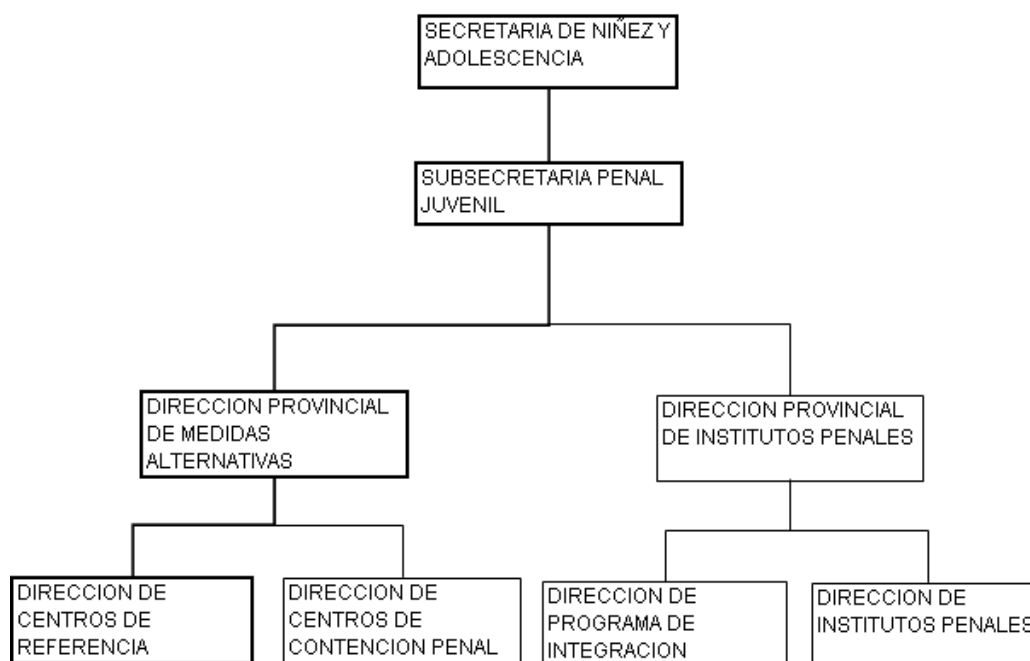 SECRETARIA DE NIÑEZ Y
ADOLESCENCIA
SUBSECRETARIA PENAL
JUVENIL
DIRECCION PROVINCIAL
DE MEDIDAS
ALTERNATIVAS
DIRECCION PROVINCIAL
DE INSTITUTOS PENALES
DIRECCION DE
CENTROS DE
REFERENCIA
DIRECCION DE
CENTROS DE
CONTENCION PENAL
DIRECCION DE
PROGRAMA DE
INTEGRACION
DIRECCION DE
INSTITUTOS PENALES